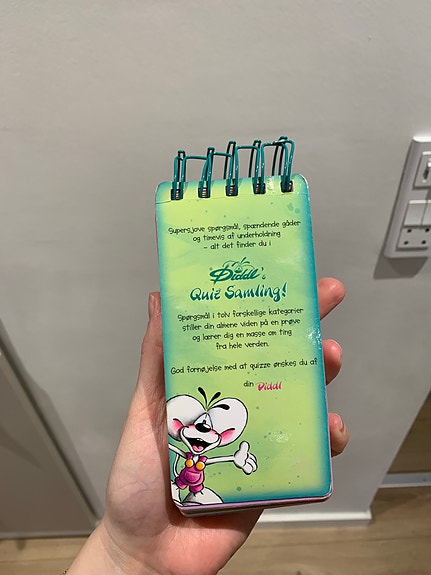 Supersjove spørgsmål, spændende gåder
og timevis af underholdning
- alt det finder du i
Diddl's
Quiz Samling!
Spørgsmål i tolv forskellige kategorier
stiller din almene viden på en prøve
og lærer dig en masse om ting
fra hele verden.
God fornøjelse med at quizze ønskes du af
din Diddl